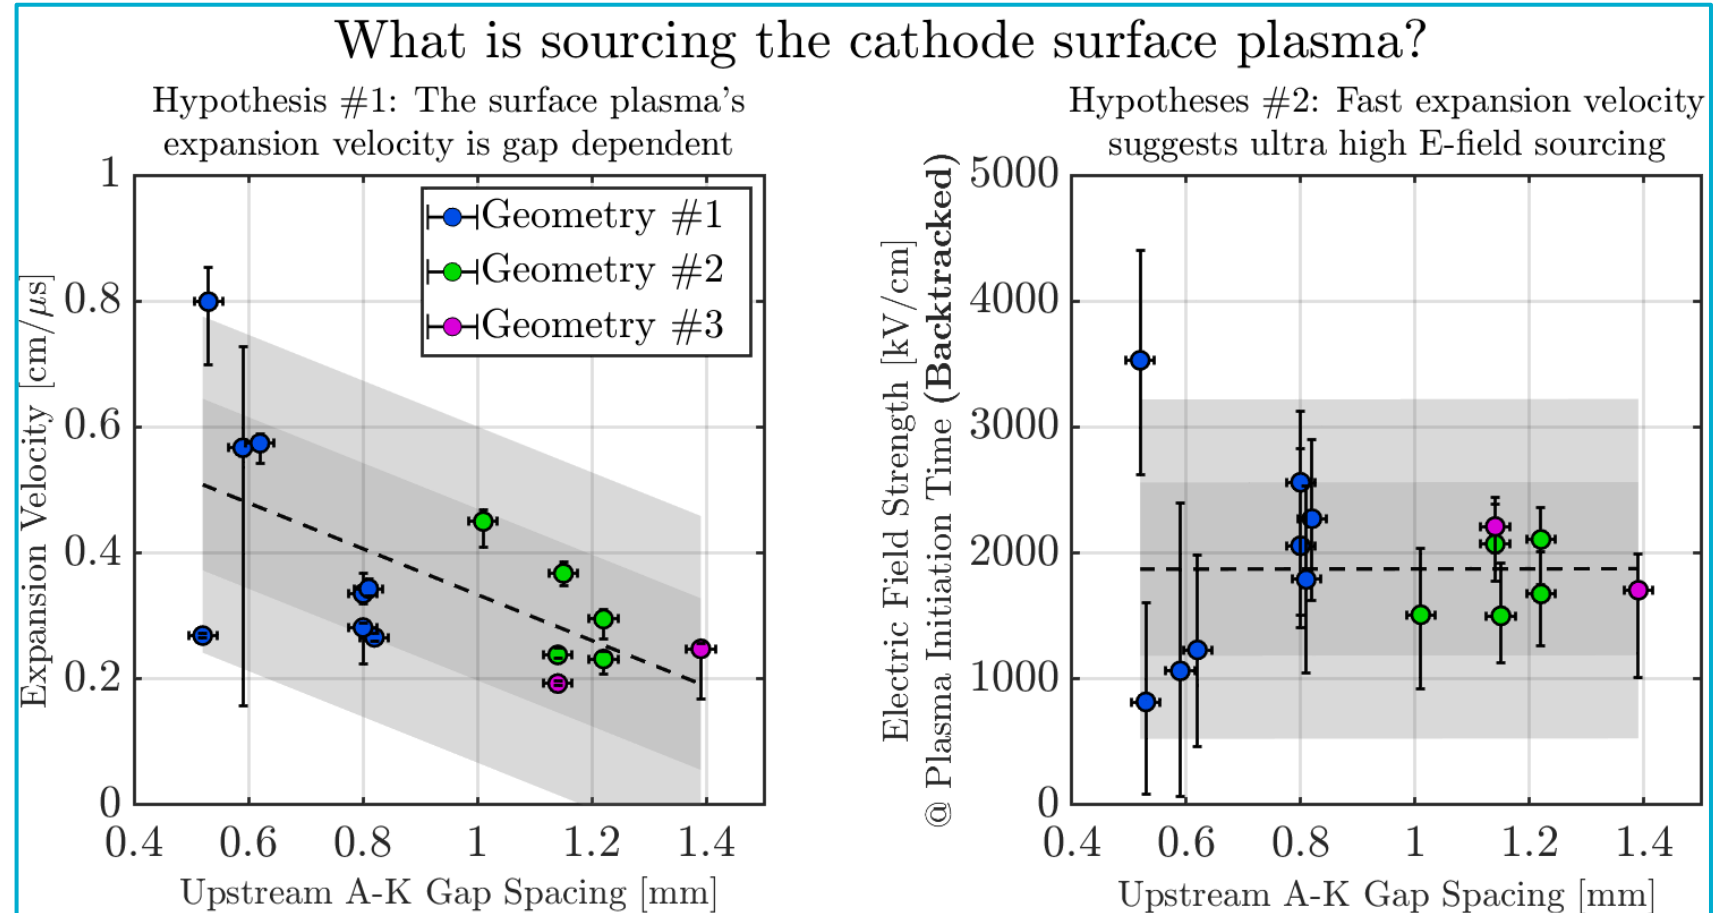 What is sourcing the cathode surface plasma?
Hypothesis #1: The surface plasma's
expansion velocity is gap dependent
Expansion Velocity [cm/μs]
1
0.8
0.6
0.4
0.2
0
Geometry #1
Geometry #2
Geometry #3
0.4 0.6 0.8 1 1.2 1.4
Upstream A-K Gap Spacing [mm]
Hypotheses #2: Fast expansion velocity
suggests ultra high E-field sourcing
Electric Field Strength [kV/cm]
@ Plasma Initiation Time (Backtracked)
5000
4000
3000
2000
1000
0
0.4 0.6 0.8 1 1.2 1.4
Upstream A-K Gap Spacing [mm]